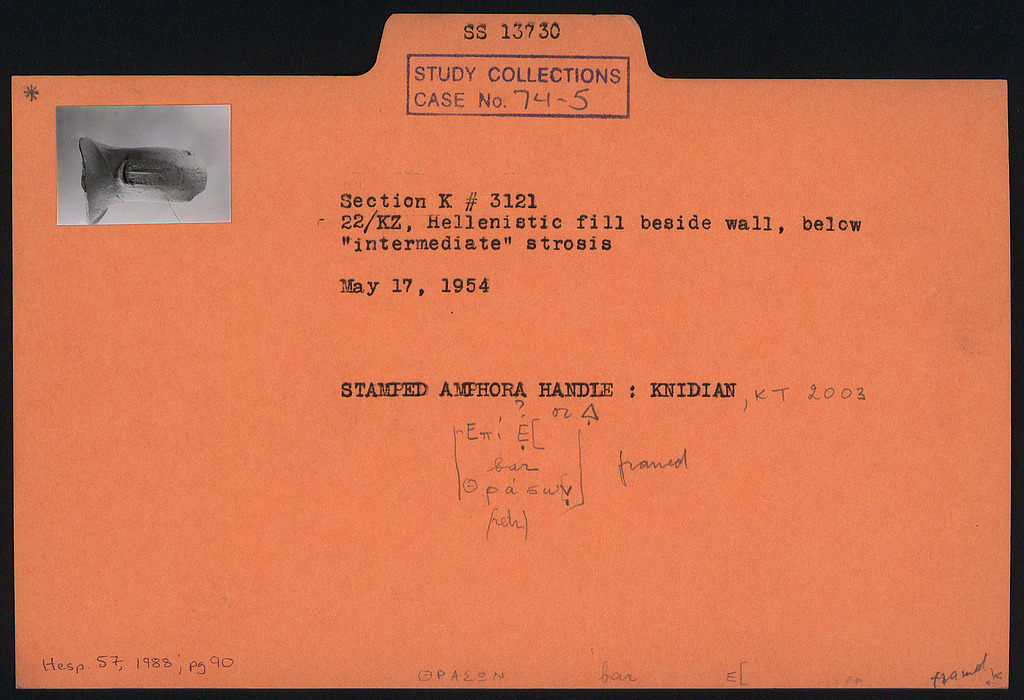 SS 13730
STUDY COLLECTIONS
CASE No. 74-5
*
Section K # 3121
22/KZ, Hellenistic fill beside wall, below
"intermediate" strosis
May 17, 1954
STAMPED AMPHORA HANDLE : KNIDIAN, KT 2003
? or Δ̣
Επί Ẹ[
bar
Θράσων̣
(retr.)
framed
Hesp. 57, 1988; pg 90
ΘΡΑΣΩΝ bar E[ framed K